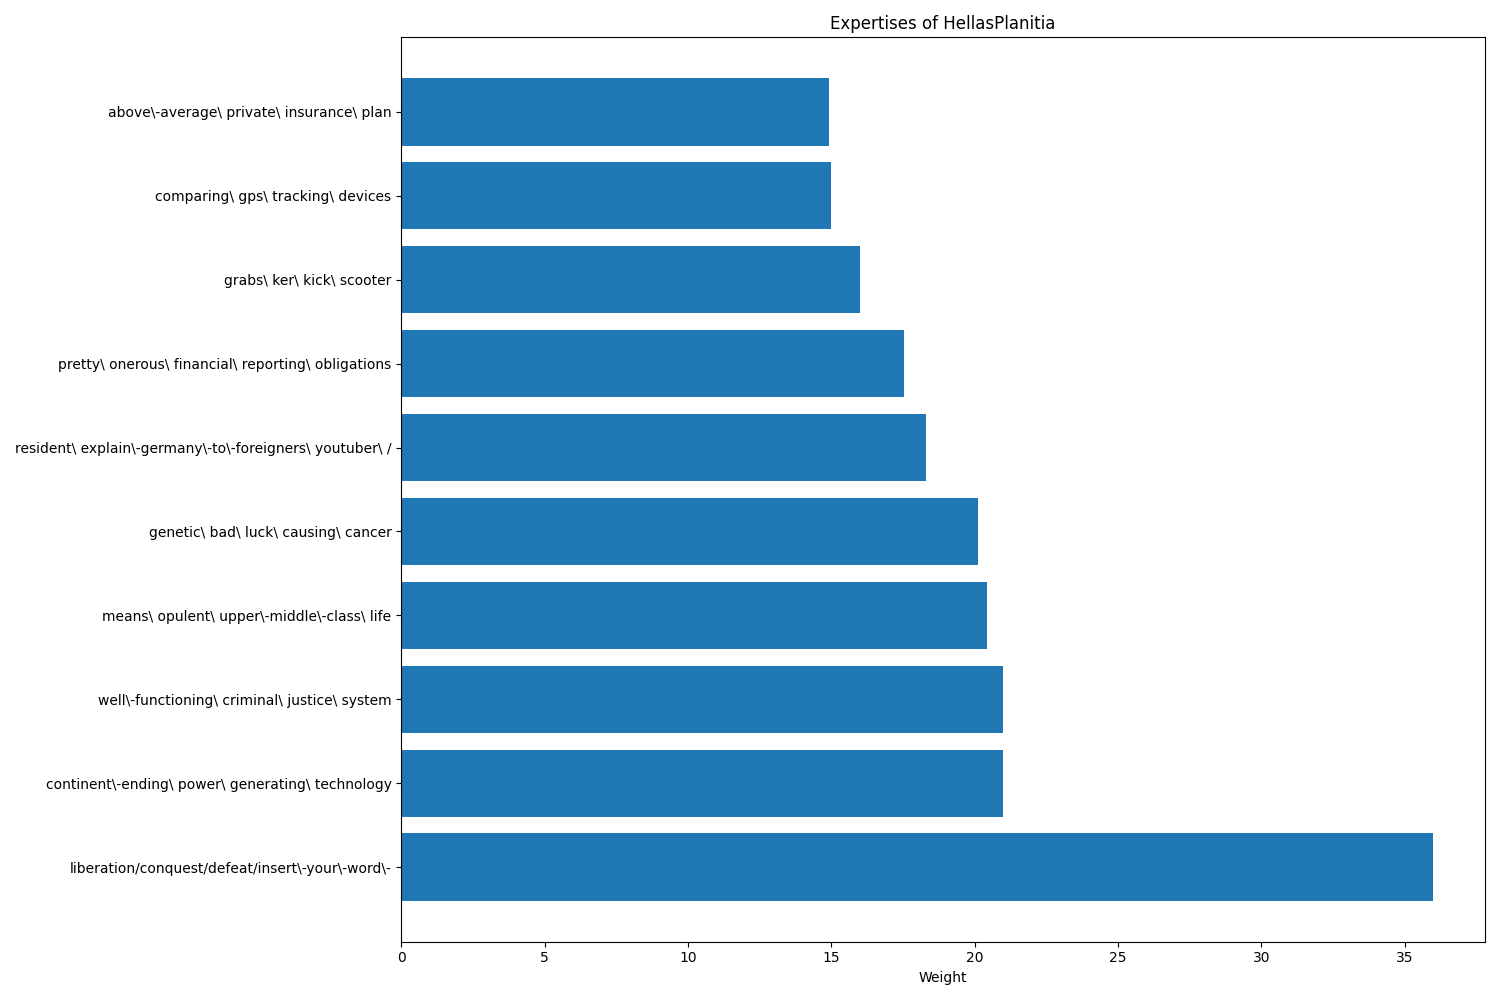 Expertises of HellasPlanitia
above\-average\ private\ insurance\ plan
comparing\ gps\ tracking\ devices
grabs\ ker\ kick\ scooter
pretty\ onerous\ financial\ reporting\ obligations
resident\ explain\-germany\-to\-foreigners\ youtuber\ /
genetic\ bad\ luck\ causing\ cancer
means\ opulent\ upper\-middle\-class\ life
well\-functioning\ criminal\ justice\ system
continent\-ending\ power\ generating\ technology
liberation/conquest/defeat/insert\-your\-word\-
0 5 10 15 20 25 30 35
Weight